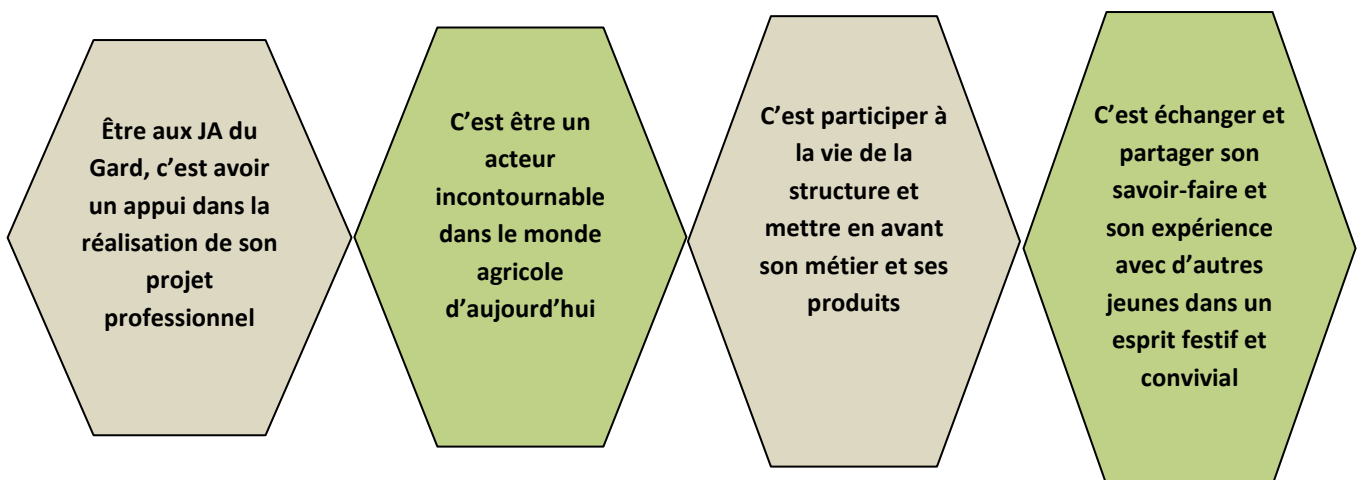 Être aux JA du
Gard, c’est avoir
un appui dans la
réalisation de son
projet
professionnel
C’est être un
acteur
incontournable
dans le monde
agricole
d’aujourd’hui
C’est participer à
la vie de la
structure et
mettre en avant
son métier et ses
produits
C’est échanger et
partager son
savoir-faire et
son expérience
avec d’autres
jeunes dans un
esprit festif et
convivial